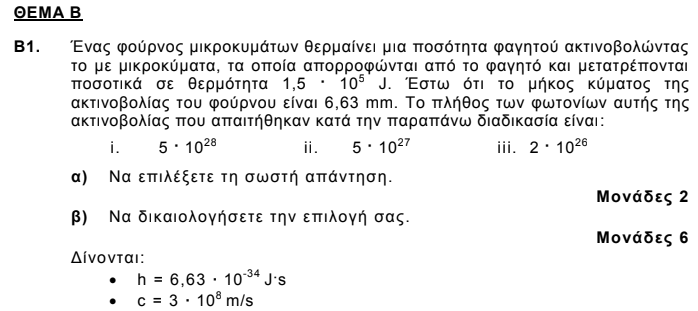 ΘΕΜΑ Β
Β1. Ένας φούρνος μικροκυμάτων θερμαίνει μια ποσότητα φαγητού ακτινοβολώντας
το με μικροκύματα, τα οποία απορροφώνται από το φαγητό και μετατρέπονται
ποσοτικά σε θερμότητα 1,5 · 10⁵ J. Έστω ότι το μήκος κύματος της
ακτινοβολίας του φούρνου είναι 6,63 mm. Το πλήθος των φωτονίων αυτής της
ακτινοβολίας που απαιτήθηκαν κατά την παραπάνω διαδικασία είναι:
i. 5 · 10²⁸ ii. 5 · 10²⁷ iii. 2 · 10²⁶
α) Να επιλέξετε τη σωστή απάντηση.
Μονάδες 2
β) Να δικαιολογήσετε την επιλογή σας.
Μονάδες 6
Δίνονται:
• h = 6,63 · 10⁻³⁴ J·s
• c = 3 · 10⁸ m/s